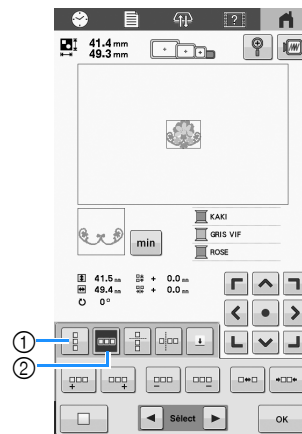 41.4 mm
49.3 mm
KAKI
GRIS VIF
ROSE
min
41.5 mm + 0.0 mm
49.4 mm + 0.0 mm
0°
①
②
Sélect
OK